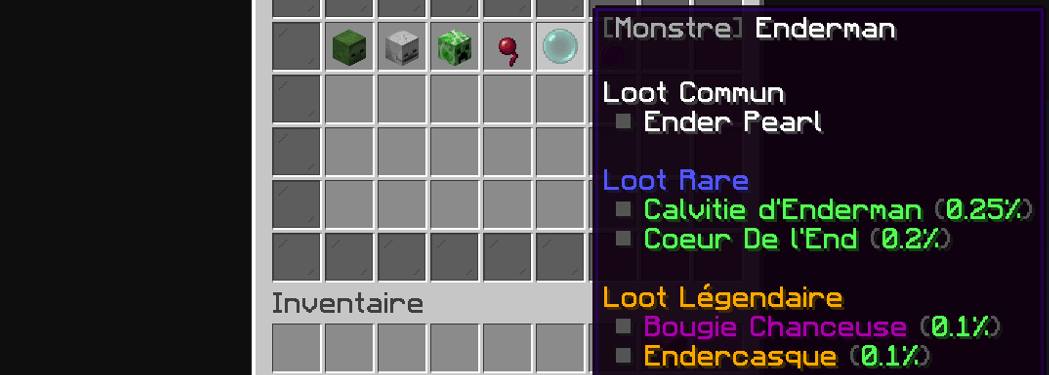 [Monstre] Enderman
Loot Commun
Ender Pearl
Loot Rare
Calvitie d'Enderman (0.25%)
Coeur De l'End (0.2%)
Loot Légendaire
Bougie Chanceuse (0.1%)
Endercasque (0.1%)
Inventaire